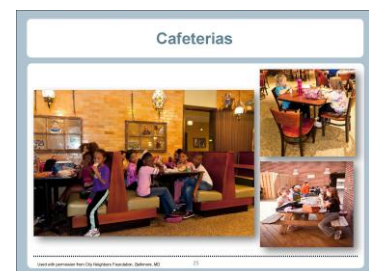 Cafeterias
Used with permission from City Neighbors Foundation, Baltimore, MD